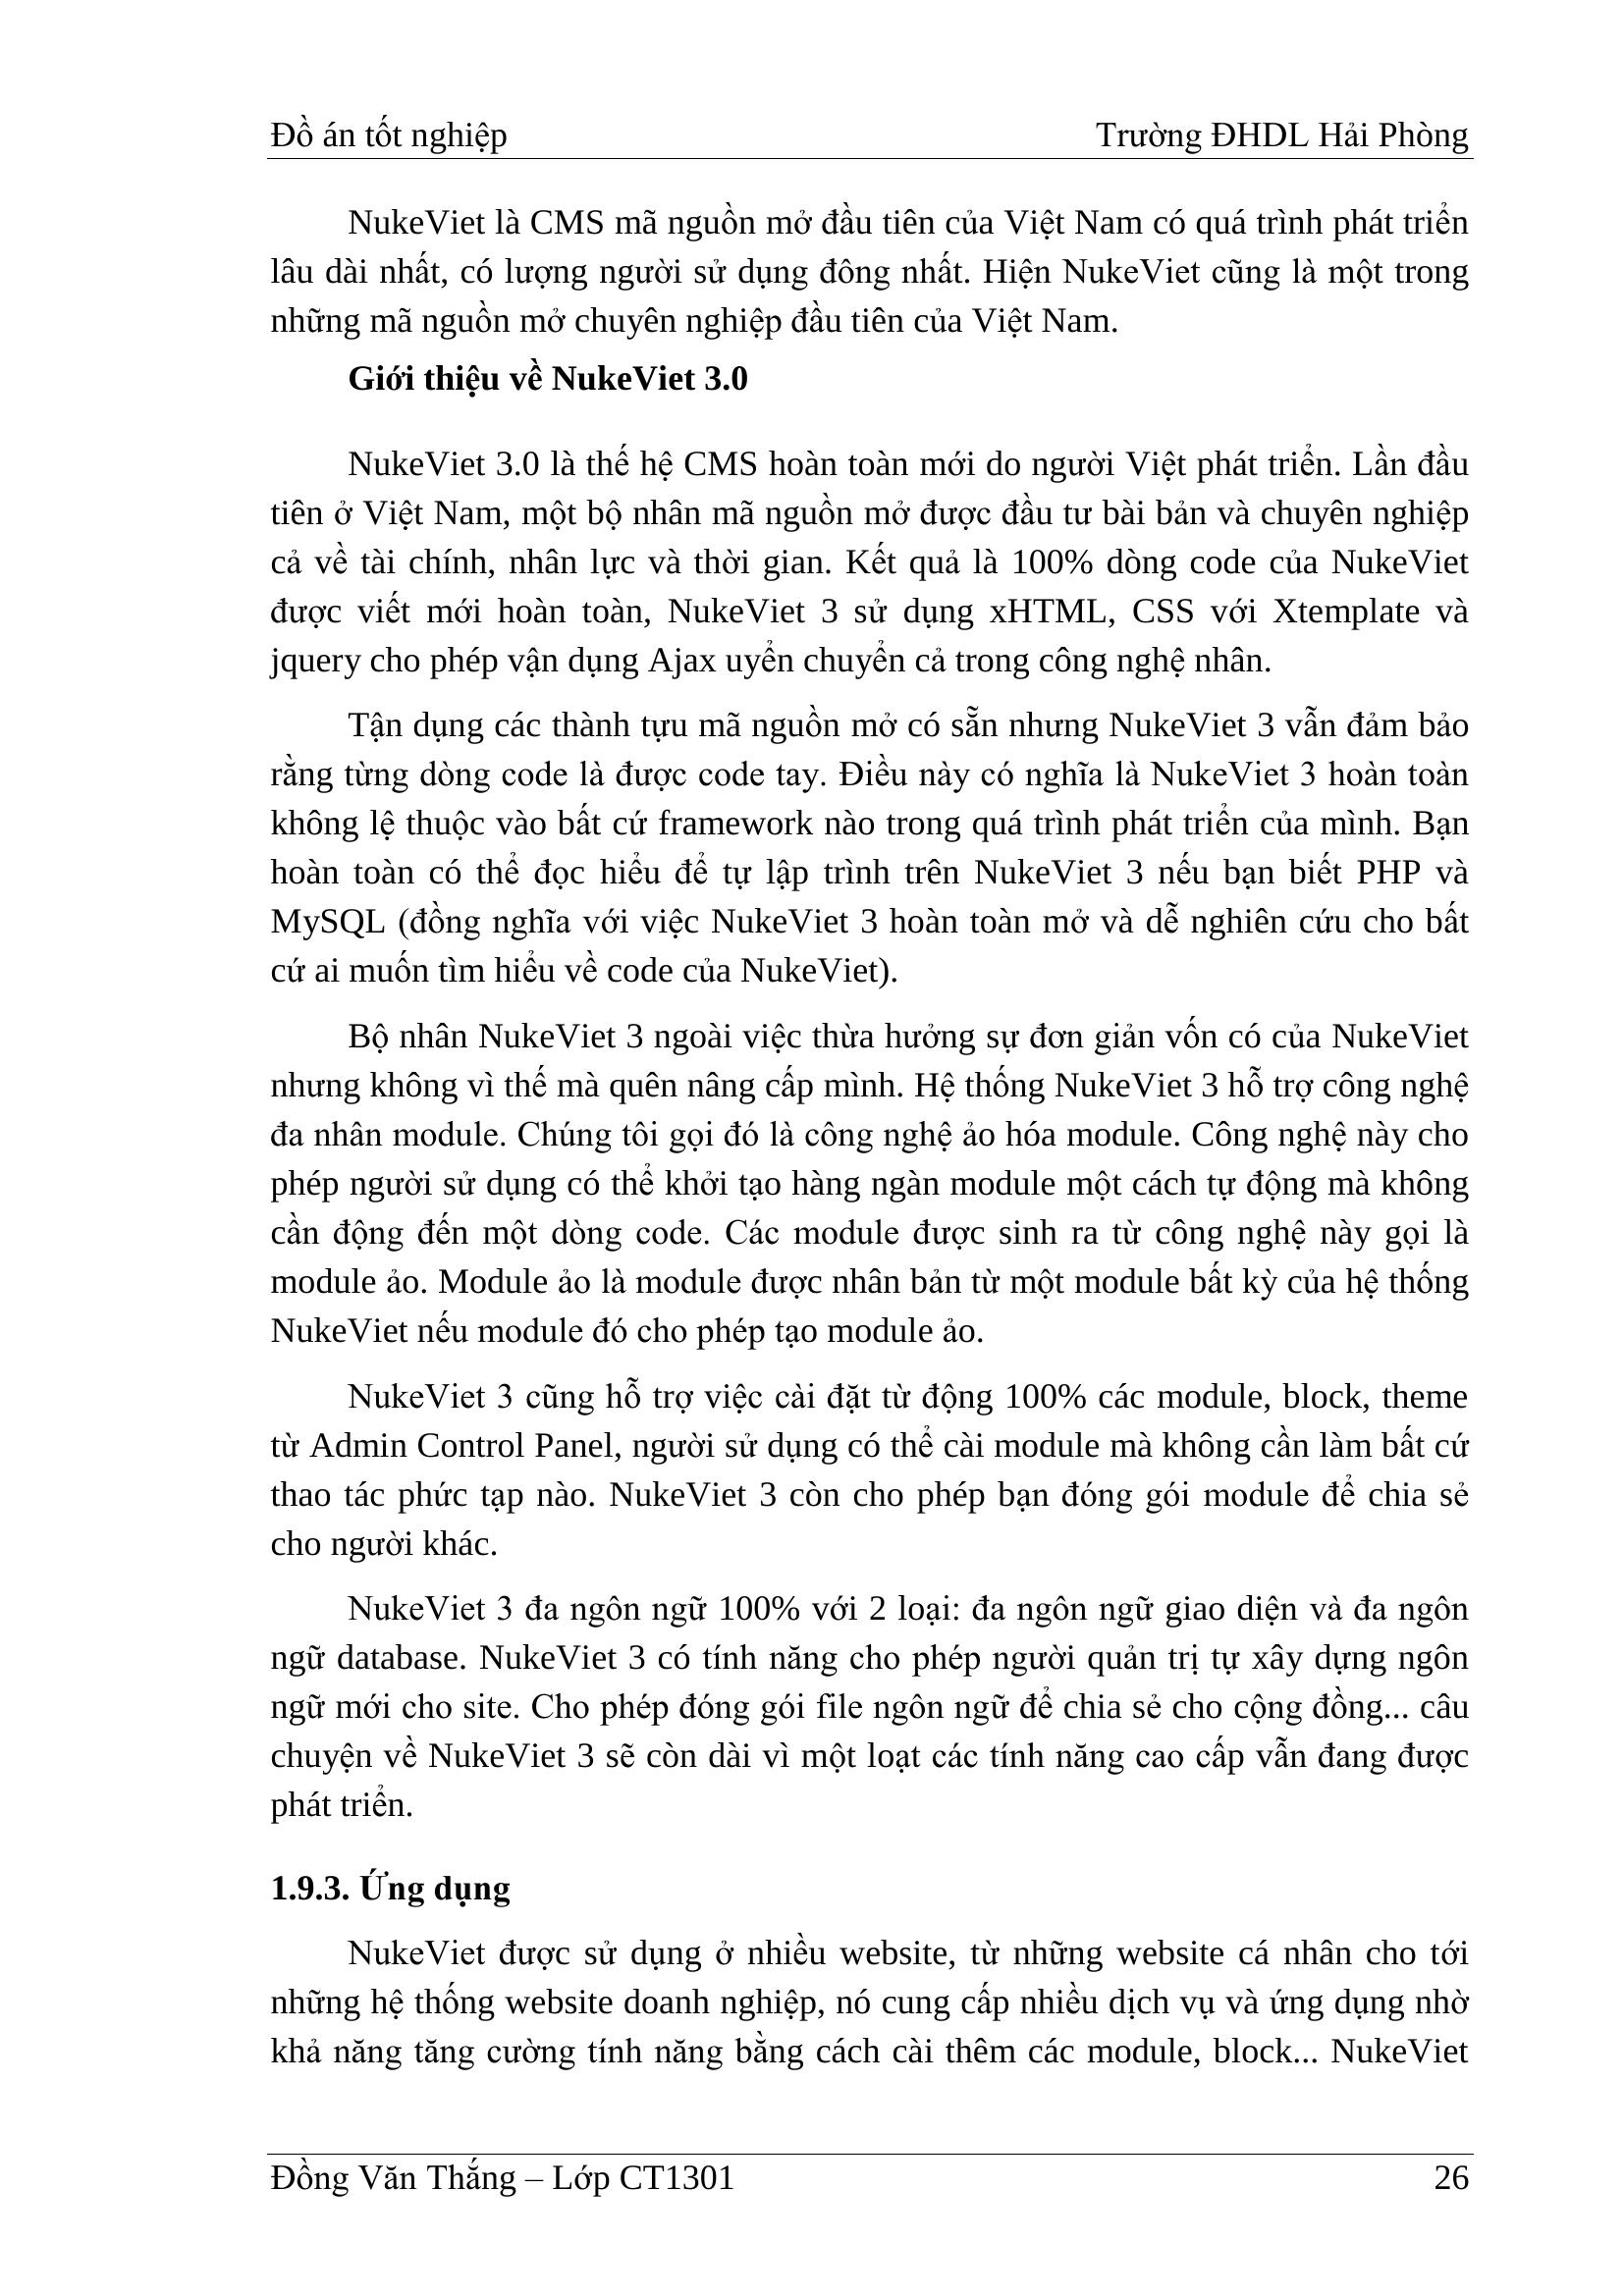 Đồ án tốt nghiệp Trường ĐHDL Hải Phòng
NukeViet là CMS mã nguồn mở đầu tiên của Việt Nam có quá trình phát triển
lâu dài nhất, có lượng người sử dụng đông nhất. Hiện NukeViet cũng là một trong
những mã nguồn mở chuyên nghiệp đầu tiên của Việt Nam.
Giới thiệu về NukeViet 3.0
NukeViet 3.0 là thế hệ CMS hoàn toàn mới do người Việt phát triển. Lần đầu
tiên ở Việt Nam, một bộ nhân mã nguồn mở được đầu tư bài bản và chuyên nghiệp
cả về tài chính, nhân lực và thời gian. Kết quả là 100% dòng code của NukeViet
được viết mới hoàn toàn, NukeViet 3 sử dụng xHTML, CSS với Xtemplate và
jquery cho phép vận dụng Ajax uyển chuyển cả trong công nghệ nhân.
Tận dụng các thành tựu mã nguồn mở có sẵn nhưng NukeViet 3 vẫn đảm bảo
rằng từng dòng code là được code tay. Điều này có nghĩa là NukeViet 3 hoàn toàn
không lệ thuộc vào bất cứ framework nào trong quá trình phát triển của mình. Bạn
hoàn toàn có thể đọc hiểu để tự lập trình trên NukeViet 3 nếu bạn biết PHP và
MySQL (đồng nghĩa với việc NukeViet 3 hoàn toàn mở và dễ nghiên cứu cho bất
cứ ai muốn tìm hiểu về code của NukeViet).
Bộ nhân NukeViet 3 ngoài việc thừa hưởng sự đơn giản vốn có của NukeViet
nhưng không vì thế mà quên nâng cấp mình. Hệ thống NukeViet 3 hỗ trợ công nghệ
đa nhân module. Chúng tôi gọi đó là công nghệ ảo hóa module. Công nghệ này cho
phép người sử dụng có thể khởi tạo hàng ngàn module một cách tự động mà không
cần động đến một dòng code. Các module được sinh ra từ công nghệ này gọi là
module ảo. Module ảo là module được nhân bản từ một module bất kỳ của hệ thống
NukeViet nếu module đó cho phép tạo module ảo.
NukeViet 3 cũng hỗ trợ việc cài đặt từ động 100% các module, block, theme
từ Admin Control Panel, người sử dụng có thể cài module mà không cần làm bất cứ
thao tác phức tạp nào. NukeViet 3 còn cho phép bạn đóng gói module để chia sẻ
cho người khác.
NukeViet 3 đa ngôn ngữ 100% với 2 loại: đa ngôn ngữ giao diện và đa ngôn
ngữ database. NukeViet 3 có tính năng cho phép người quản trị tự xây dựng ngôn
ngữ mới cho site. Cho phép đóng gói file ngôn ngữ để chia sẻ cho cộng đồng... câu
chuyện về NukeViet 3 sẽ còn dài vì một loạt các tính năng cao cấp vẫn đang được
phát triển.
1.9.3. Ứng dụng
NukeViet được sử dụng ở nhiều website, từ những website cá nhân cho tới
những hệ thống website doanh nghiệp, nó cung cấp nhiều dịch vụ và ứng dụng nhờ
khả năng tăng cường tính năng bằng cách cài thêm các module, block... NukeViet
Đồng Văn Thắng – Lớp CT1301 26